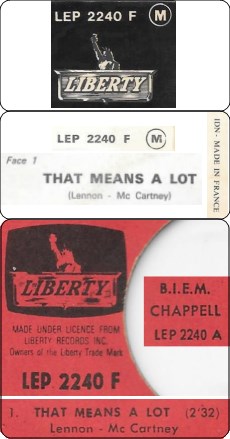 LEP 2240 F M
LIBERTY
LEP 2240 F M
Face 1
THAT MEANS A LOT
(Lennon - Mc Cartney)
IDN - MADE IN FRANCE
LIBERTY
MADE UNDER LICENCE FROM
LIBERTY RECORDS INC.
Owners of the Liberty Trade Mark
LEP 2240 F
B.I.E.M.
CHAPPELL
LEP 2240 A
1. THAT MEANS A LOT (2'32)
Lennon - Mc Cartney